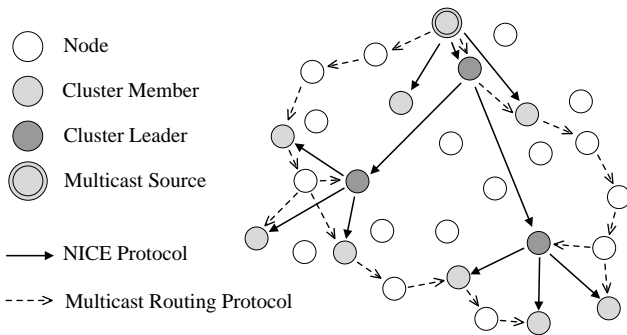 Node
Cluster Member
Cluster Leader
Multicast Source
NICE Protocol
Multicast Routing Protocol